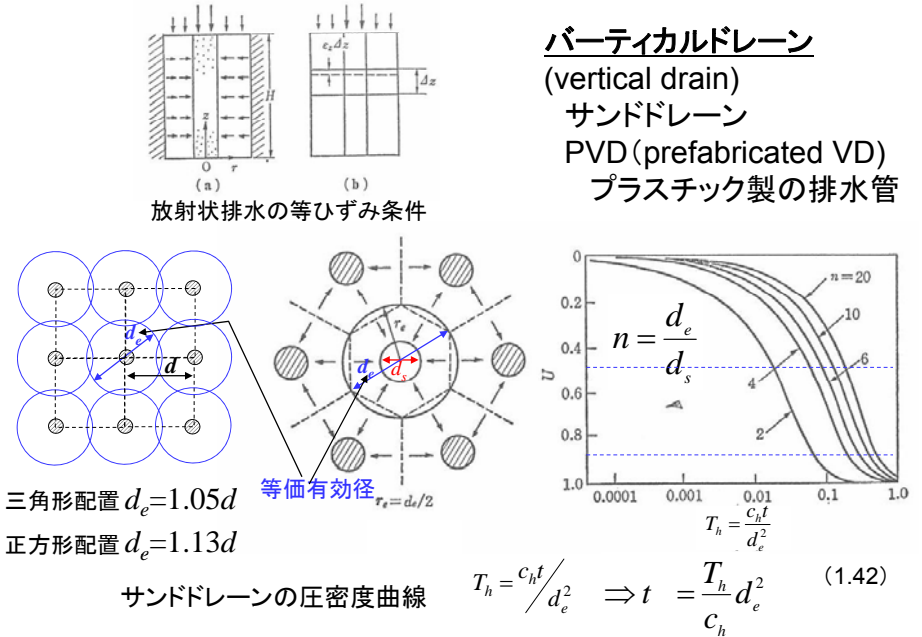 バーティカルドレーン
(vertical drain)
サンドドレーン
PVD(prefabricated VD)
プラスチック製の排水管
ε_z Δz
Δz
H
z
O r
(a) (b)
放射状排水の等ひずみ条件
d_e
d
r_e
d_e
d_s
等価有効径
r_e=d_e/2
三角形配置 d_e=1.05d
正方形配置 d_e=1.13d
0
0.2
0.4
0.6
0.8
1.0
U
n=20
10
6
4
2
n = d_e / d_s
0.0001 0.001 0.01 0.1 1.0
T_h = c_h t / d_e^2
サンドドレーンの圧密度曲線 T_h = c_h t / d_e^2 ⇒ t = T_h / c_h d_e^2 (1.42)